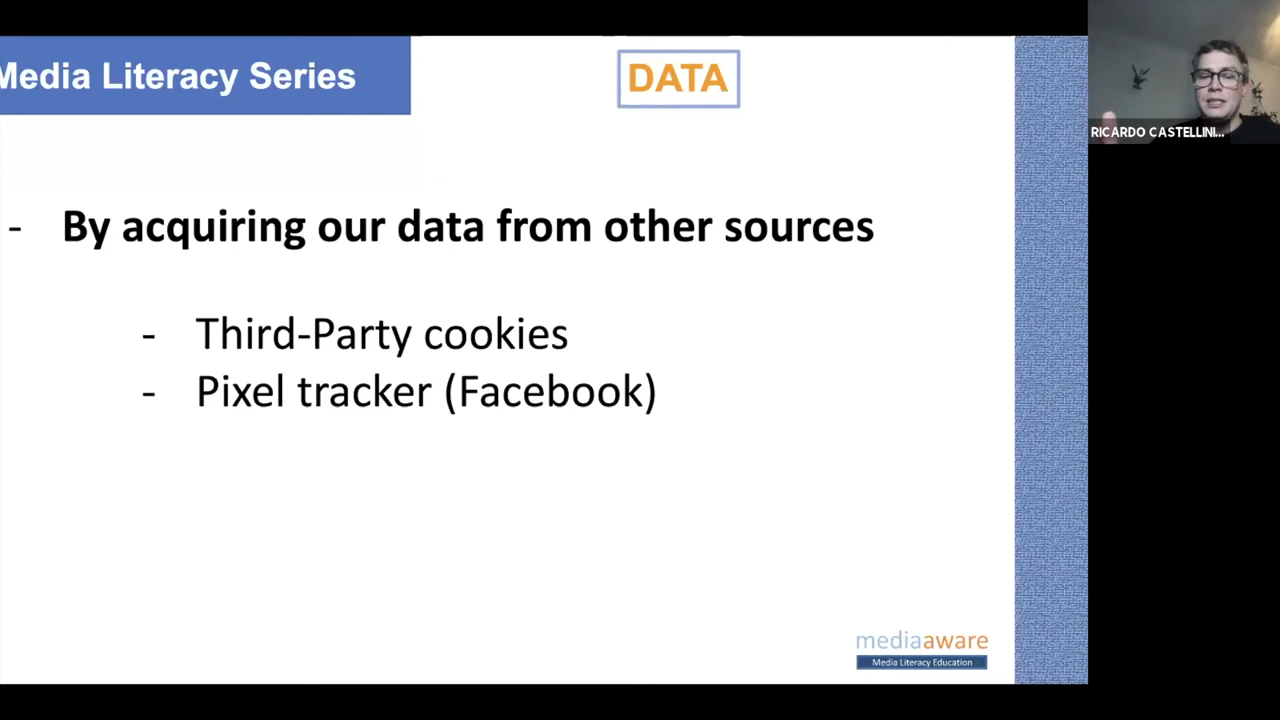 Media Literacy Series
DATA
RICARDO CASTELLINI...
- By acquiring our data from other sources
- Third-Party cookies
- Pixel tracker (Facebook)
mediaaware
Media Literacy Education